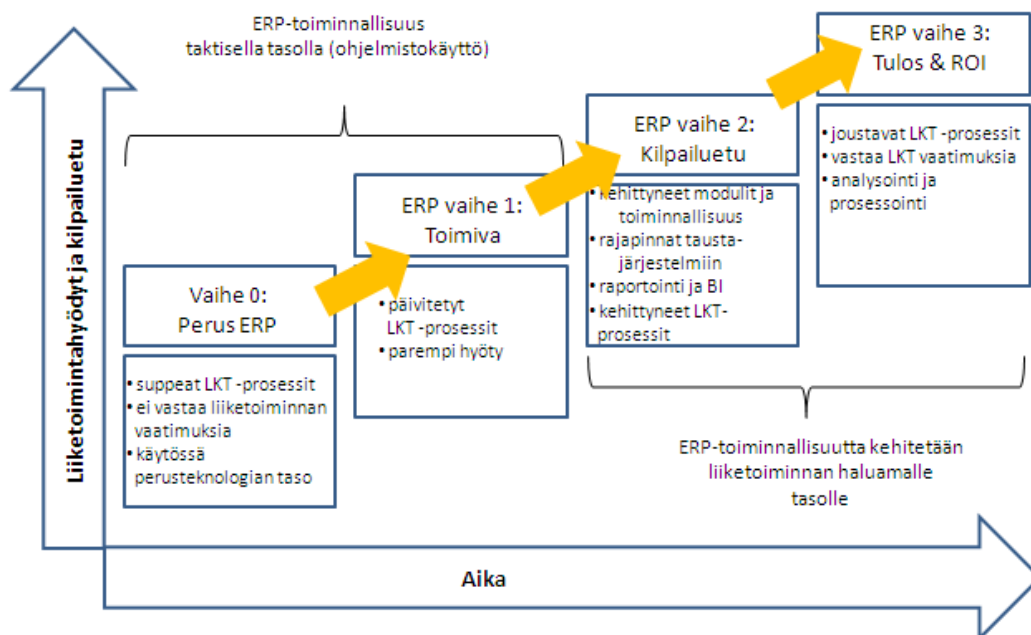 ERP-toiminnallisuus
taktisella tasolla (ohjelmistokäyttö)
ERP vaihe 3:
Tulos & ROI
• joustavat LKT -prosessit
• vastaa LKT vaatimuksia
• analysointi ja
prosessointi
ERP vaihe 2:
Kilpailuetu
• kehittyneet modulit ja
toiminnallisuus
• rajapinnat tausta-
järjestelmiin
• raportointi ja BI
• kehittyneet LKT-
prosessit
ERP vaihe 1:
Toimiva
• päivitetyt
LKT -prosessit
• parempi hyöty
Vaihe 0:
Perus ERP
• suppeat LKT -prosessit
• ei vastaa liiketoiminnan
vaatimuksia
• käytössä
perusteknologian taso
ERP-toiminnallisuutta kehitetään
liiketoiminnan haluamalle
tasolle
Liiketoimintahyödyt ja kilpailuetu
Aika